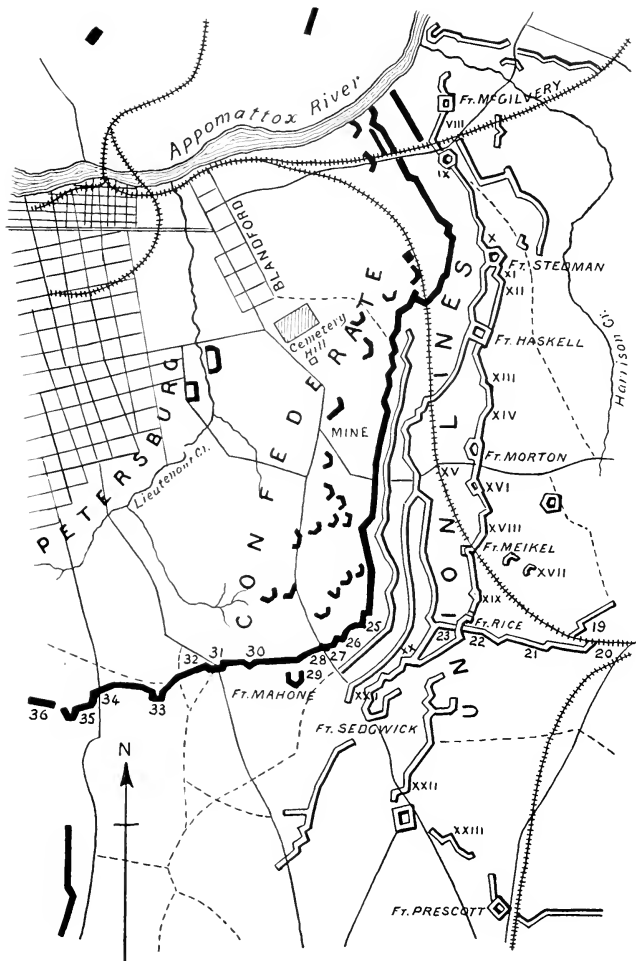 Appomattox River
FT. McGILVERY
VIII
IX
BLANDFORD
X
FT. STEDMAN
XI
XII
Cemetery
Hill
FT. HASKELL
Harrison Cr.
XIII
XIV
MINE
PETERSBURG
CONFEDERATE
UNION LINES
Lieutenant Cr.
FT. MORTON
XV
XVI
XVIII
FT. MEIKEL
XVII
XIX
FT. RICE
19
20
21
22
23
XX
25
26
27
28
29
30
31
32
33
34
35
36
FT. MAHONE
XXI
FT. SEDGWICK
N
XXII
XXIII
FT. PRESCOTT